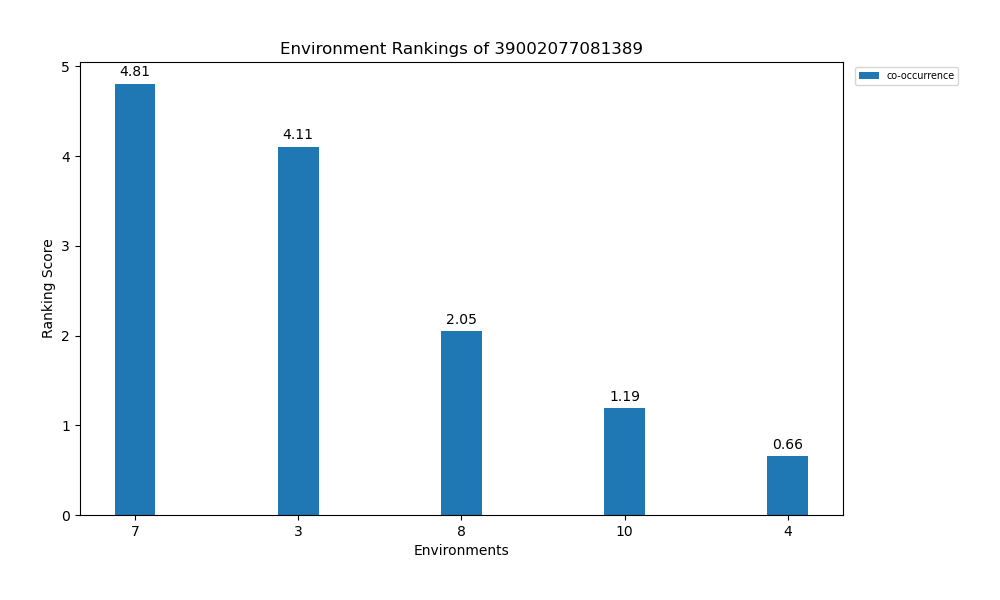 Environment Rankings of 39002077081389
co-occurrence
Ranking Score
5
4
3
2
1
0
4.81
4.11
2.05
1.19
0.66
7 3 8 10 4
Environments